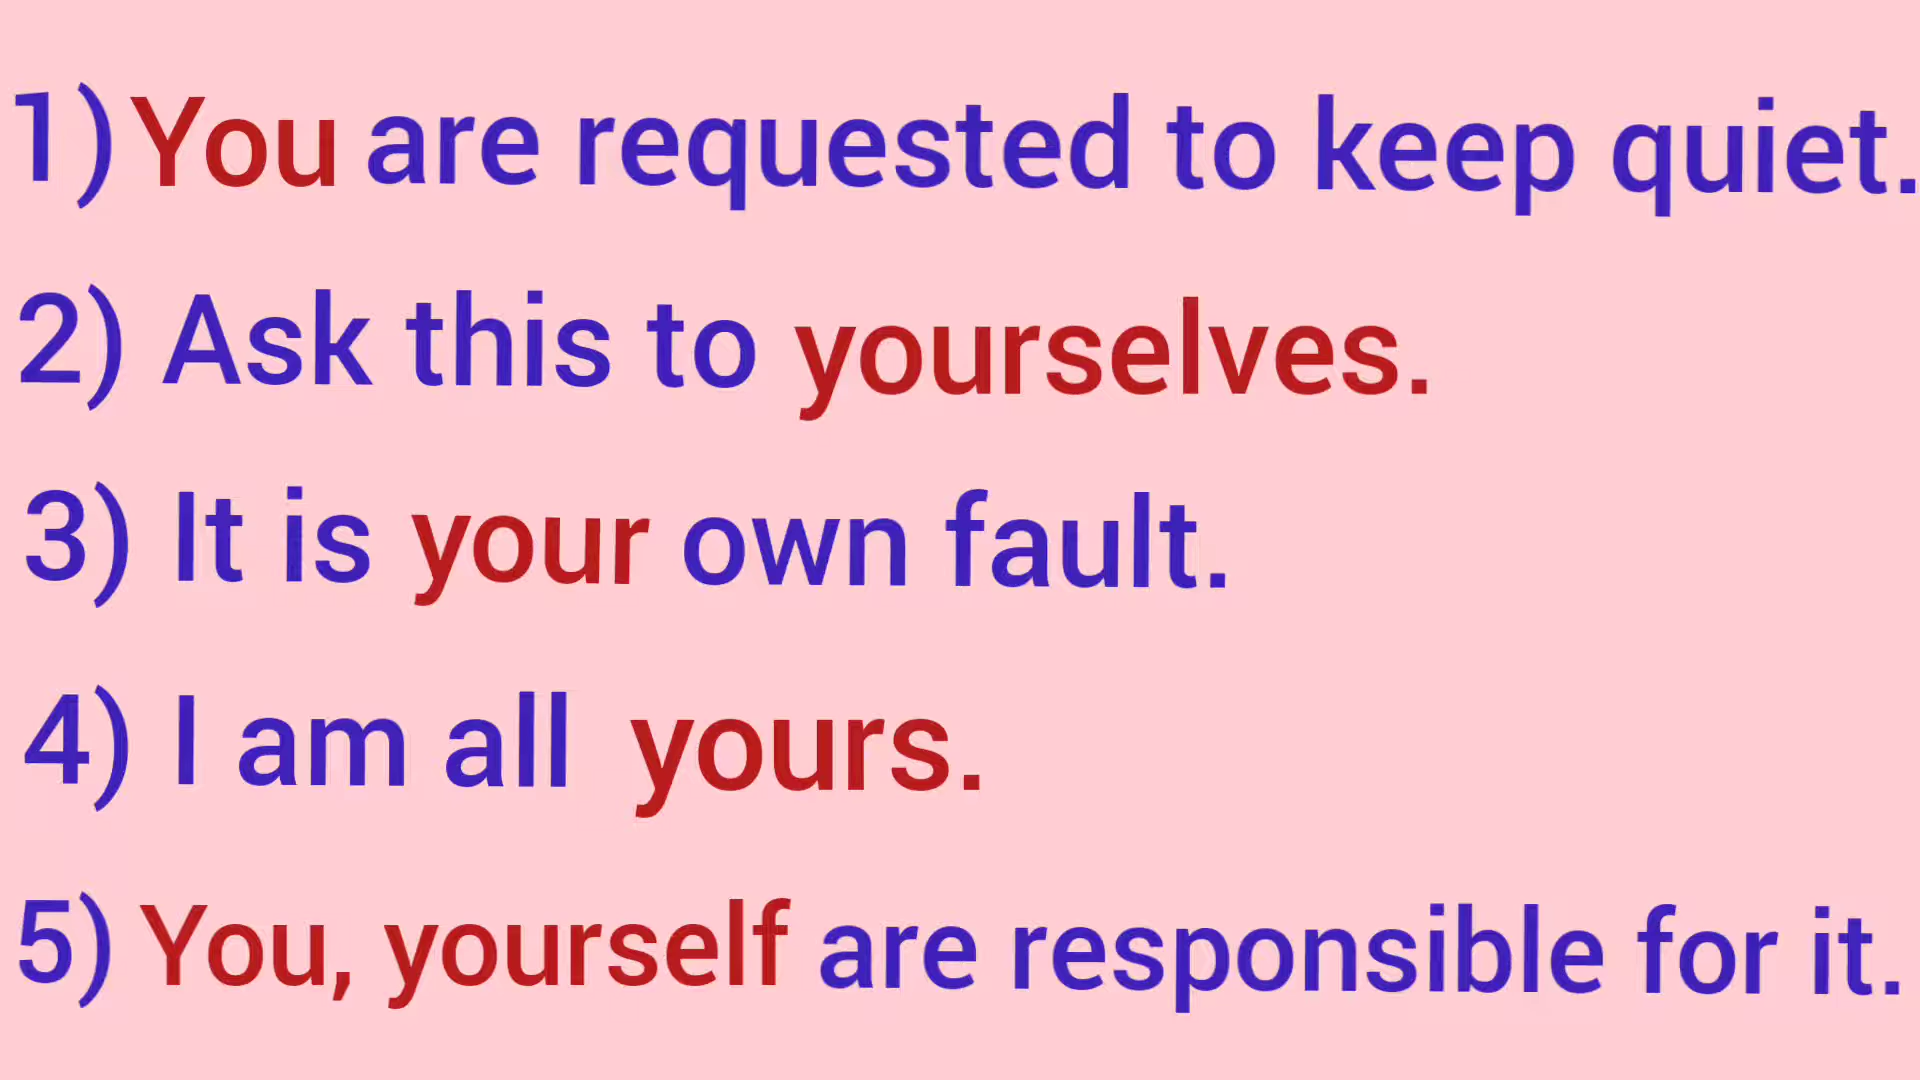 1) You are requested to keep quiet.
2) Ask this to yourselves.
3) It is your own fault.
4) I am all yours.
5) You, yourself are responsible for it.